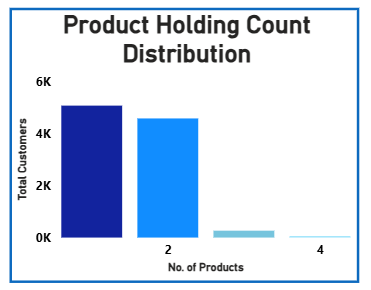 Product Holding Count
Distribution
6K
4K
2K
0K
Total Customers
2
4
No. of Products